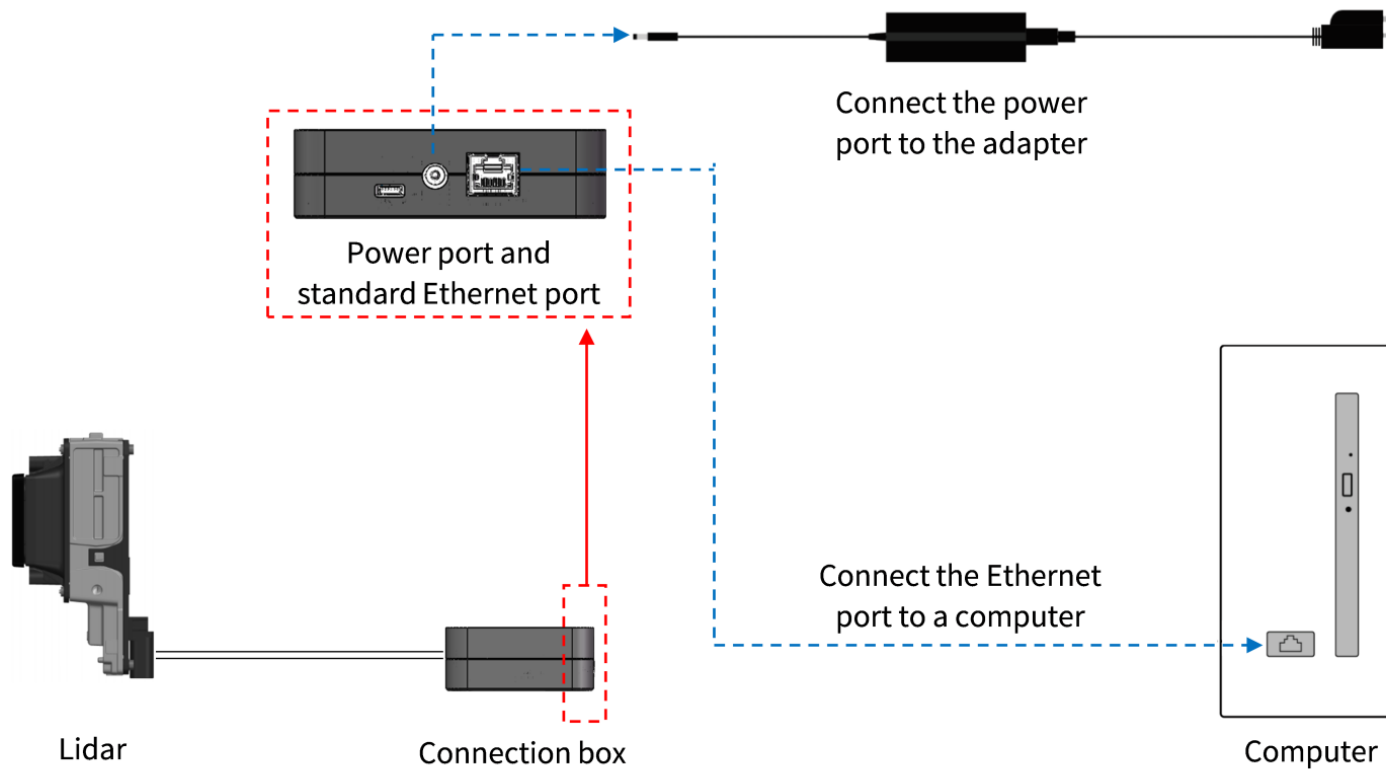 Connect the power
port to the adapter
Power port and
standard Ethernet port
Connect the Ethernet
port to a computer
Lidar
Connection box
Computer